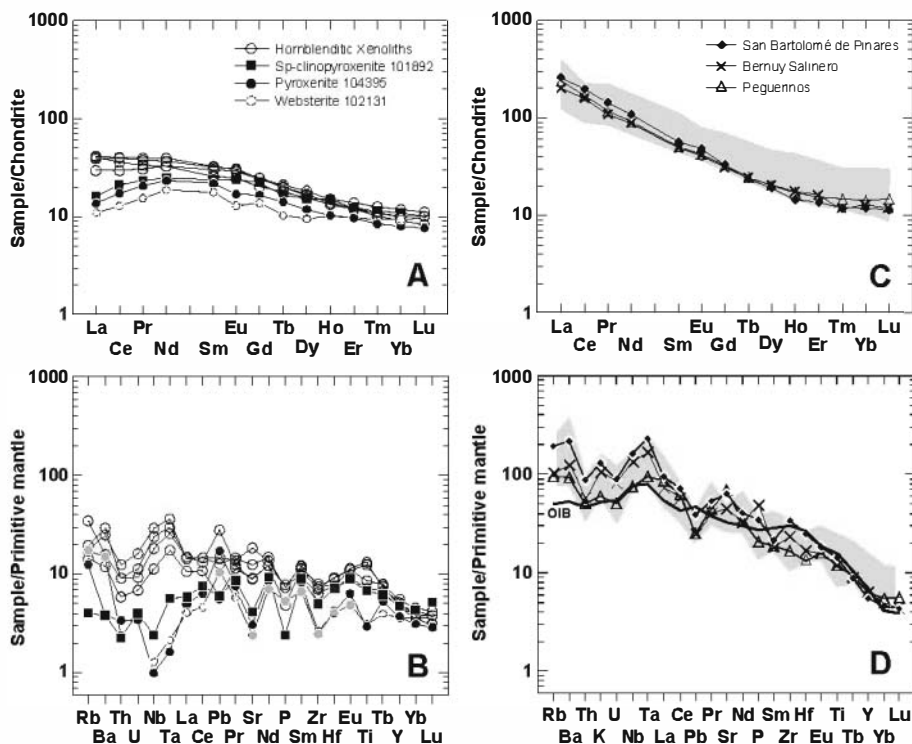 1000
Hornblenditic Xenoliths
Sp-clinopyroxenite 101892
Pyroxenite 104395
Websterite 102131
100
10
1
Sample/Chondrite
A
La Pr Eu Tb Ho Tm Lu
Ce Nd Sm Gd Dy Er Yb
1000
San Bartolomé de Pinares
Bernuy Salinero
Peguerinos
100
10
1
Sample/Chondrite
C
La Pr Eu Tb Ho Tm Lu
Ce Nd Sm Gd Dy Er Yb
1000
100
10
1
Sample/Primitive mantle
B
Rb Th Nb La Pb Sr P Zr Eu Tb Yb
Ba U Ta Ce Pr Nd Sm Hf Ti Y Lu
1000
100
10
1
Sample/Primitive mantle
OIB
D
Rb Th U Ta Ce Pr Nd Sm Hf Ti Y Lu
Ba K Nb La Pb Sr P Zr Eu Tb Yb